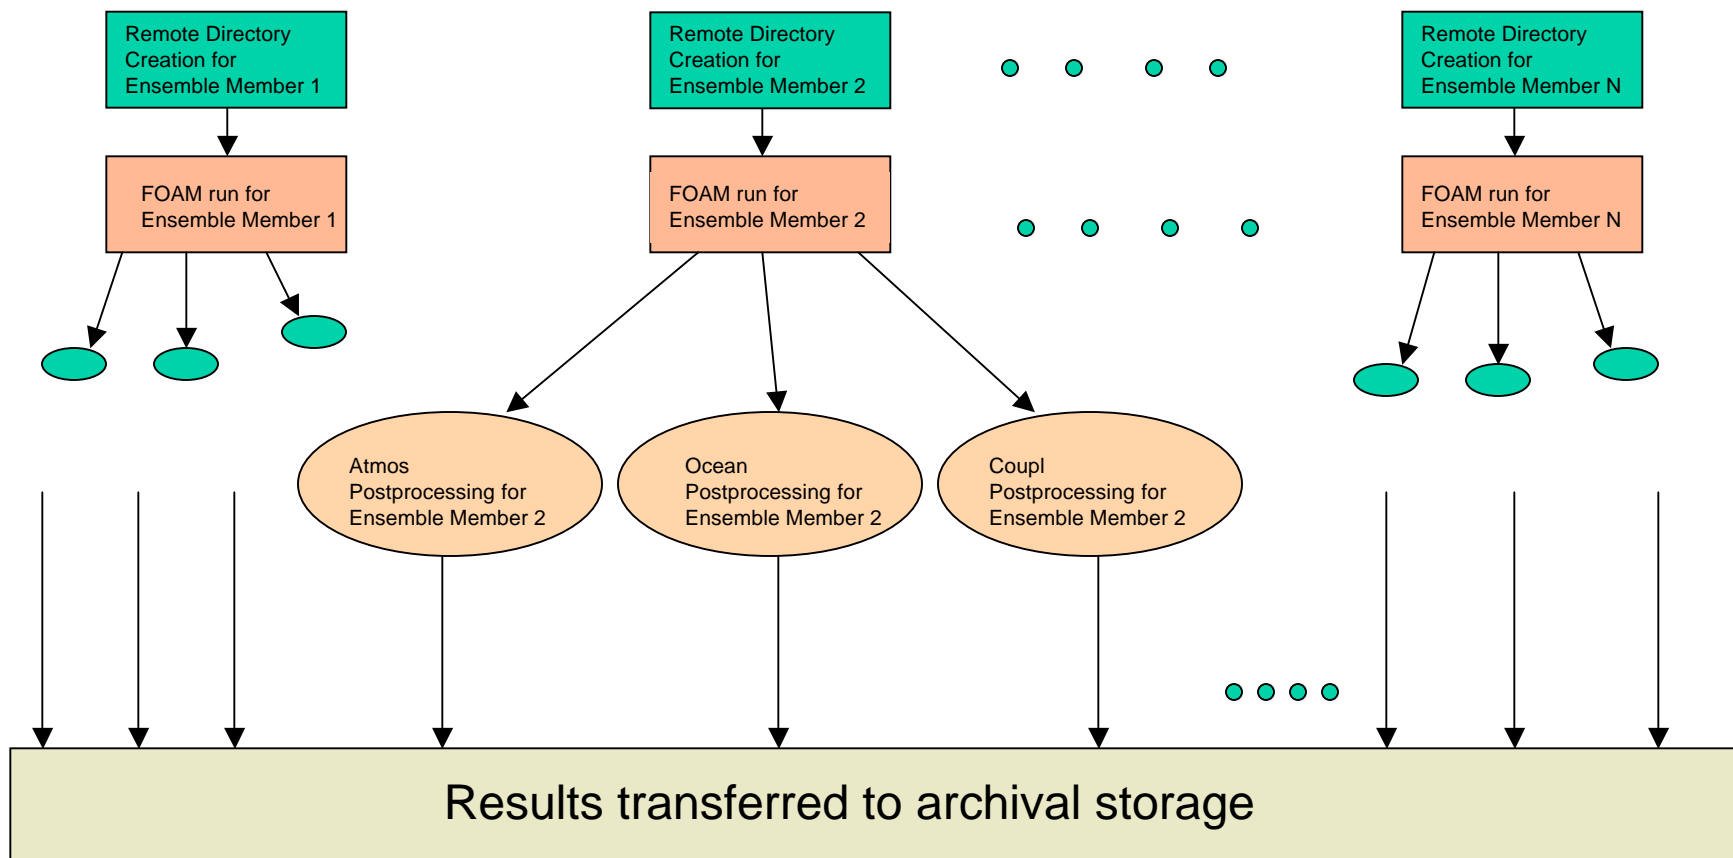 Remote Directory
Creation for
Ensemble Member 1
Remote Directory
Creation for
Ensemble Member 2
Remote Directory
Creation for
Ensemble Member N
FOAM run for
Ensemble Member 1
FOAM run for
Ensemble Member 2
FOAM run for
Ensemble Member N
Atmos
Postprocessing for
Ensemble Member 2
Ocean
Postprocessing for
Ensemble Member 2
Coupl
Postprocessing for
Ensemble Member 2
Results transferred to archival storage